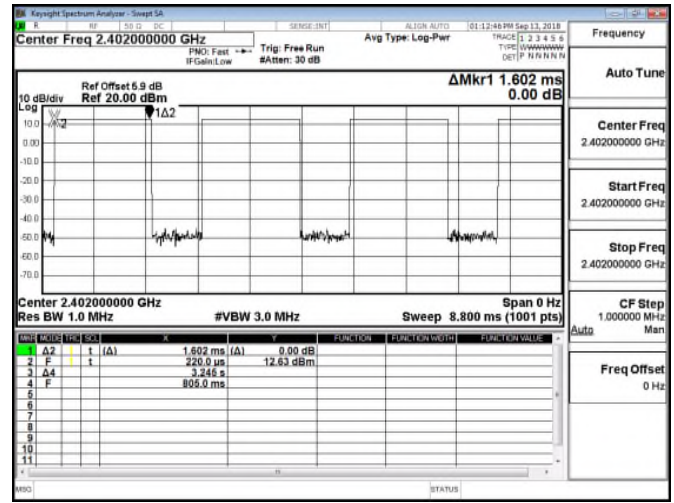 Keysight Spectrum Analyzer - Swept SA
R RF 50 Ω DC SENSE:INT ALIGN AUTO 01:12:46 PM Sep 13, 2018
Center Freq 2.402000000 GHz
PNO: Fast
IFGain:Low
Trig: Free Run
#Atten: 30 dB
Avg Type: Log-Pwr
TRACE 1 2 3 4 5 6
TYPE WWWWWW
DET P N N N N N
Frequency
Auto Tune
Center Freq
2.402000000 GHz
Start Freq
2.402000000 GHz
Stop Freq
2.402000000 GHz
CF Step
1.000000 MHz
Auto Man
Freq Offset
0 Hz
Ref Offset 5.9 dB
10 dB/div Ref 20.00 dBm
ΔMkr1 1.602 ms
0.00 dB
Log
1Δ2
2
10.0
0.00
-10.0
-20.0
-30.0
-40.0
-50.0
-60.0
-70.0
Center 2.402000000 GHz Span 0 Hz
Res BW 1.0 MHz #VBW 3.0 MHz Sweep 8.800 ms (1001 pts)
MKR MODE TRC SCL X Y FUNCTION FUNCTION WIDTH FUNCTION VALUE
1 Δ2 t (Δ) 1.602 ms (Δ) 0.00 dB
2 F t 220.0 µs 12.63 dBm
3 Δ4 3.245 s
4 F 805.0 ms
5
6
7
8
9
10
11
MSG STATUS